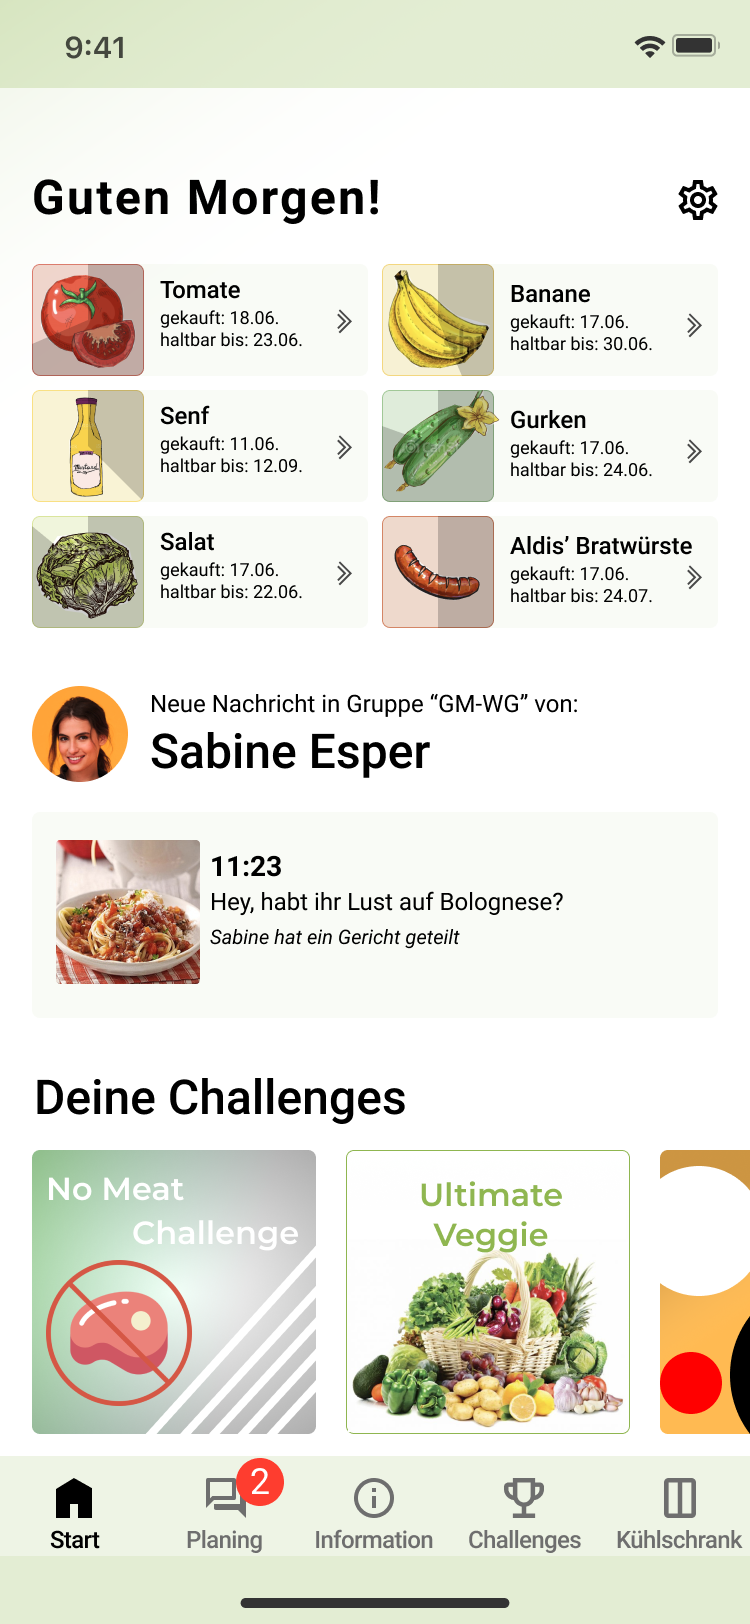 9:41
Guten Morgen!
Tomate
gekauft: 18.06.
haltbar bis: 23.06.
Banane
gekauft: 17.06.
haltbar bis: 30.06.
Senf
gekauft: 11.06.
haltbar bis: 12.09.
Mustard
Gurken
gekauft: 17.06.
haltbar bis: 24.06.
Salat
gekauft: 17.06.
haltbar bis: 22.06.
Aldis’ Bratwürste
gekauft: 17.06.
haltbar bis: 24.07.
Neue Nachricht in Gruppe “GM-WG” von:
Sabine Esper
11:23
Hey, habt ihr Lust auf Bolognese?
Sabine hat ein Gericht geteilt
Deine Challenges
No Meat
Challenge
Ultimate
Veggie
2
Start
Planing
Information
Challenges
Kühlschrank